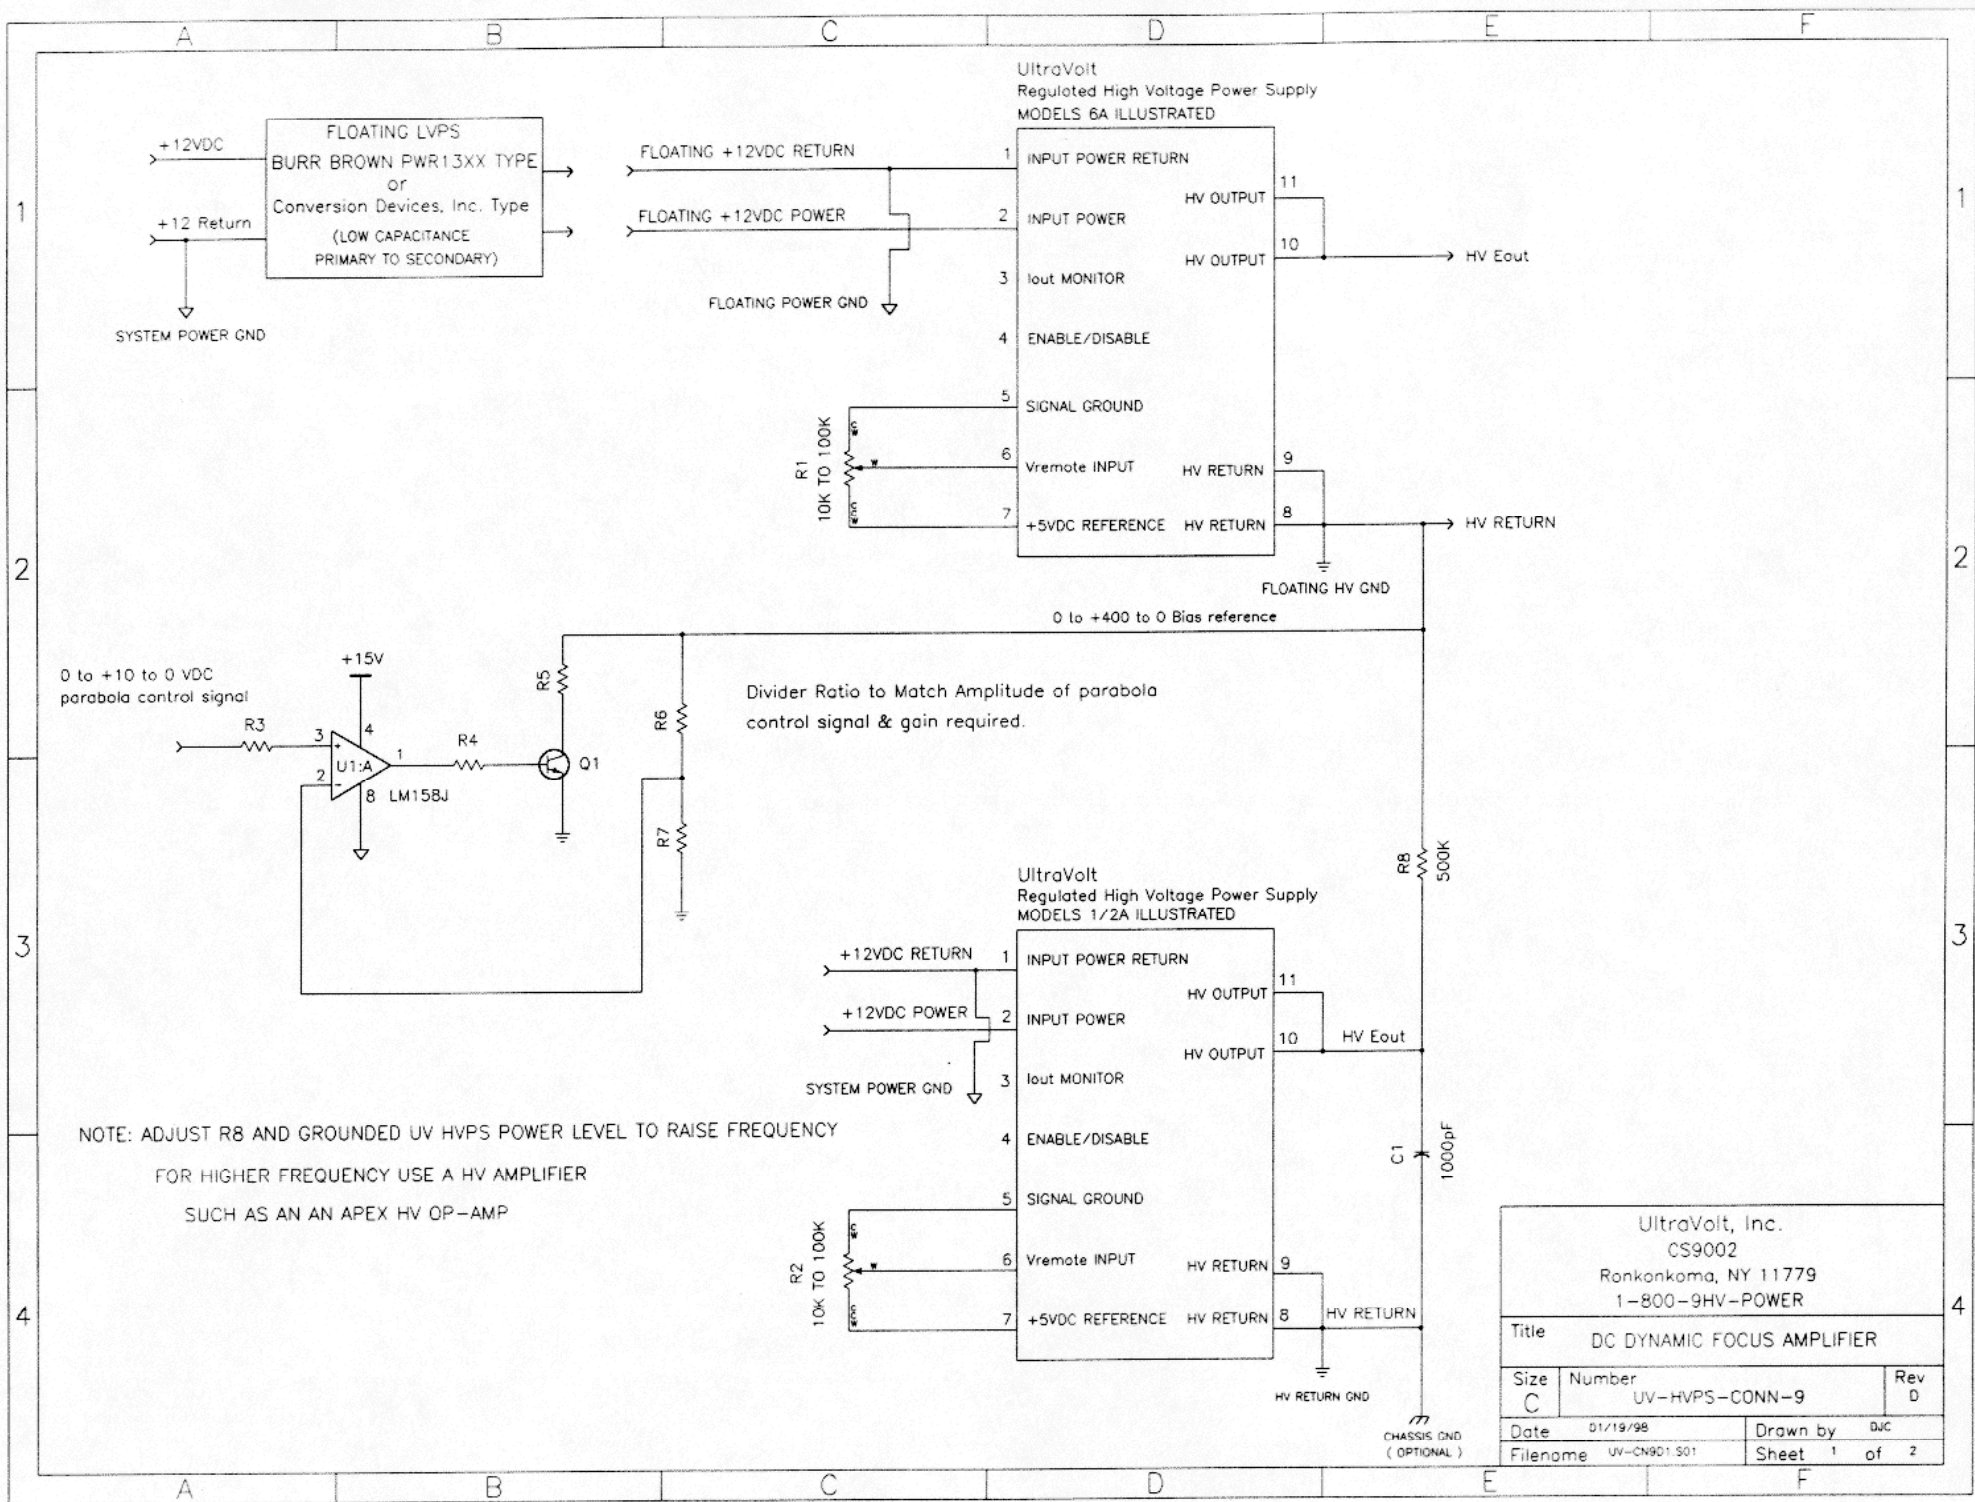 A B C D E F
UltraVolt
Regulated High Voltage Power Supply
MODELS 6A ILLUSTRATED
+12VDC
+12 Return
SYSTEM POWER GND
FLOATING LVPS
BURR BROWN PWR13XX TYPE
or
Conversion Devices, Inc. Type
(LOW CAPACITANCE
PRIMARY TO SECONDARY)
FLOATING +12VDC RETURN
FLOATING +12VDC POWER
FLOATING POWER GND
1 INPUT POWER RETURN
2 INPUT POWER
3 Iout MONITOR
4 ENABLE/DISABLE
5 SIGNAL GROUND
6 Vremote INPUT
7 +5VDC REFERENCE
HV OUTPUT 11
HV OUTPUT 10
HV RETURN 9
HV RETURN 8
HV Eout
HV RETURN
FLOATING HV GND
R1
10K TO 100K
CW
W
CCW
1
1
2
2
0 to +400 to 0 Bias reference
0 to +10 to 0 VDC
parabola control signal
R3
+15V
3
+
4
1
U1:A
2
-
8
LM158J
R4
R5
Q1
R6
R7
Divider Ratio to Match Amplitude of parabola
control signal & gain required.
R8
500K
3
3
UltraVolt
Regulated High Voltage Power Supply
MODELS 1/2A ILLUSTRATED
+12VDC RETURN
+12VDC POWER
SYSTEM POWER GND
1 INPUT POWER RETURN
2 INPUT POWER
3 Iout MONITOR
4 ENABLE/DISABLE
5 SIGNAL GROUND
6 Vremote INPUT
7 +5VDC REFERENCE
HV OUTPUT 11
HV OUTPUT 10
HV RETURN 9
HV RETURN 8
HV Eout
HV RETURN
HV RETURN GND
C1
1000pF
CHASSIS GND
( OPTIONAL )
R2
10K TO 100K
CW
W
CCW
NOTE: ADJUST R8 AND GROUNDED UV HVPS POWER LEVEL TO RAISE FREQUENCY
FOR HIGHER FREQUENCY USE A HV AMPLIFIER
SUCH AS AN AN APEX HV OP-AMP
4
4
UltraVolt, Inc.
CS9002
Ronkonkoma, NY 11779
1-800-9HV-POWER
Title DC DYNAMIC FOCUS AMPLIFIER
Size C
Number UV-HVPS-CONN-9
Rev D
Date 01/19/98
Drawn by DJC
Filename UV-CN9D1.S01
Sheet 1 of 2
A B C D E F